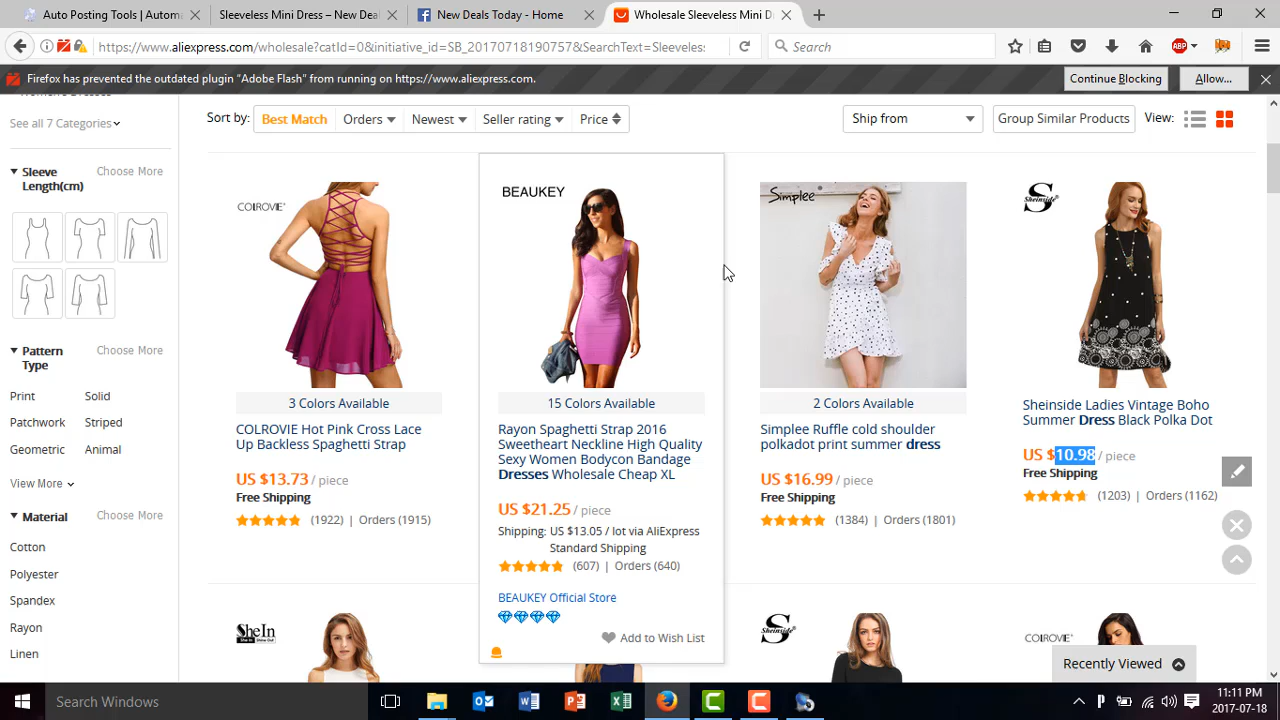 Auto Post Tools | Autom
Sleeveless Mini Dress – Deal
New Deals Today - Home
Wholesale Sleeveless Mini D
https://www.aliexpress.com/wholesale?catId=0&initiative_id=SB_20170718190757&SearchText=Sleeveless
Search
ABP
Firefox has prevented the outdated plugin "Adobe Flash" from running on https://www.aliexpress.com.
Continue Blocking
Allow...
See all 7 Categories
Sort by:
Best Match
Orders
Newest
Seller rating
Price
Ship from
Group Similar Products
View:
Sleeve Length(cm)
Choose More
Pattern Type
Choose More
Print
Solid
Patchwork
Striped
Geometric
Animal
View More
Material
Choose More
Cotton
Polyester
Spandex
Rayon
Linen
COLROVIE
3 Colors Available
COLROVIE Hot Pink Cross Lace
Up Backless Spaghetti Strap
US $13.73 / piece
Free Shipping
(1922) | Orders (1915)
BEAUKEY
15 Colors Available
Rayon Spaghetti Strap 2016
Sweetheart Neckline High Quality
Sexy Women Bodycon Bandage
Dresses Wholesale Cheap XL
US $21.25 / piece
Shipping: US $13.05 / lot via AliExpress
Standard Shipping
(607) | Orders (640)
BEAUKEY Official Store
Add to Wish List
Simplee
2 Colors Available
Simplee Ruffle cold shoulder
polkadot print summer dress
US $16.99 / piece
Free Shipping
(1384) | Orders (1801)
Sheinside
Sheinside Ladies Vintage Boho
Summer Dress Black Polka Dot
US $10.98 / piece
Free Shipping
(1203) | Orders (1162)
SheIn
Sheinside
COLROVIE
Recently Viewed
Search Windows
11:11 PM
2017-07-18